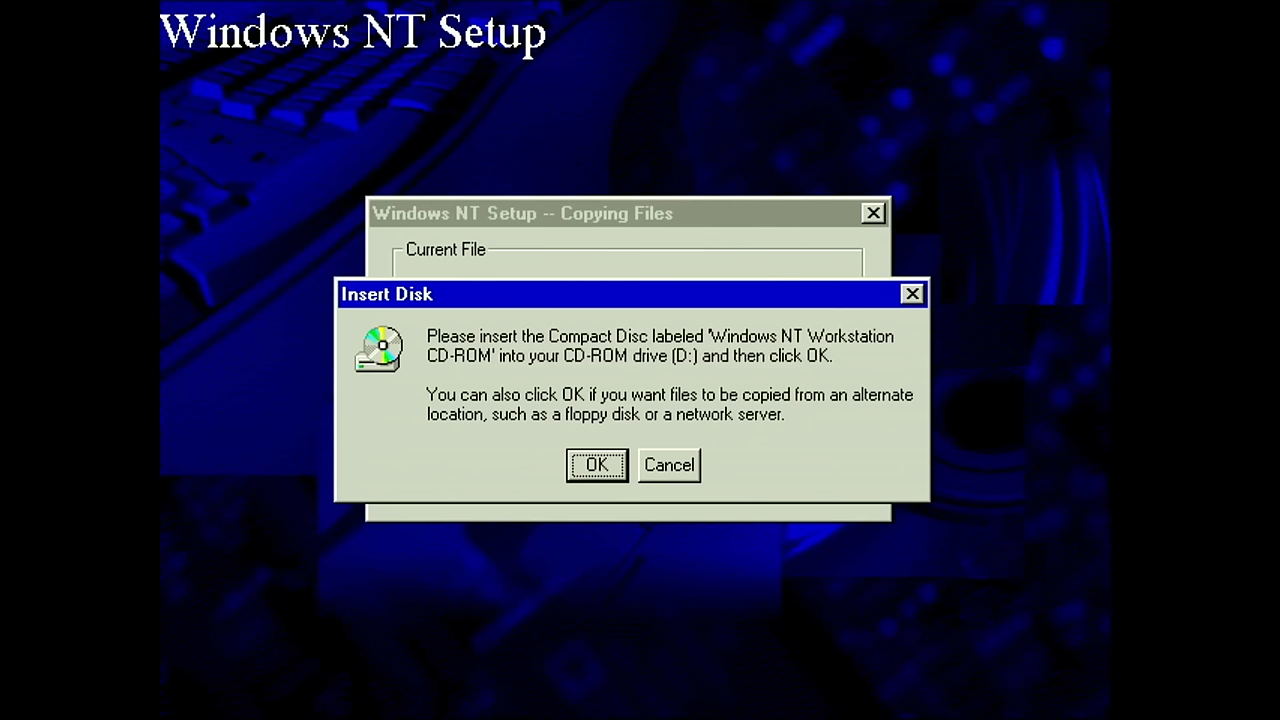 Windows NT Setup
Windows NT Setup -- Copying Files
Current File
Insert Disk
Please insert the Compact Disc labeled 'Windows NT Workstation
CD-ROM' into your CD-ROM drive (D:) and then click OK.
You can also click OK if you want files to be copied from an alternate
location, such as a floppy disk or a network server.
OK Cancel